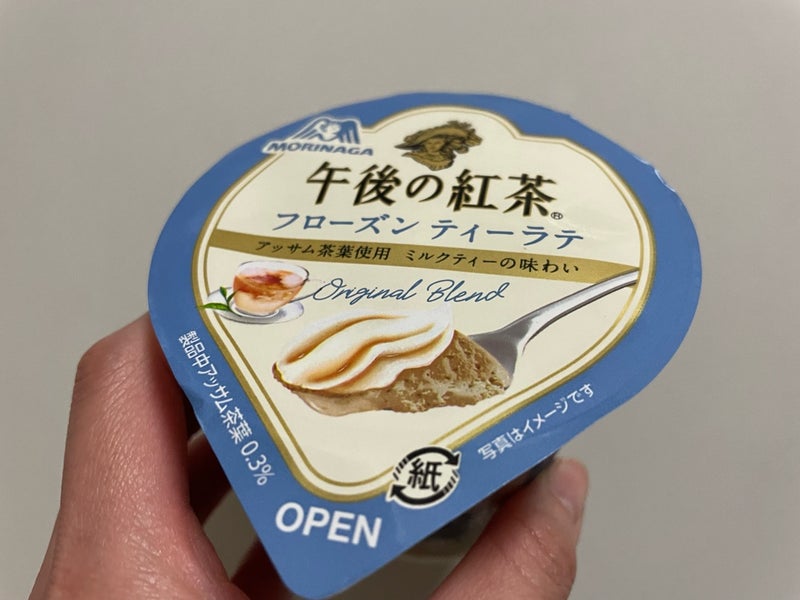 MORINAGA
午後の紅茶®
フローズン ティーラテ
アッサム茶葉使用 ミルクティーの味わい
Original Blend
製品中アッサム茶葉0.3%
写真はイメージです
紙
OPEN